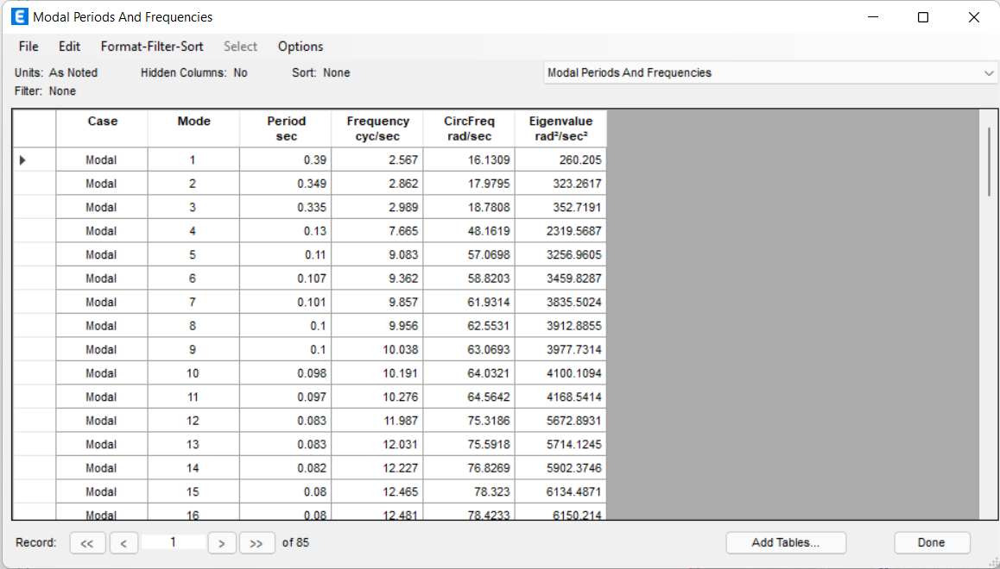 E Modal Periods And Frequencies
File Edit Format-Filter-Sort Select Options
Units: As Noted Hidden Columns: No Sort: None Modal Periods And Frequencies
Filter: None
Case Mode Period Frequency CircFreq Eigenvalue
sec cyc/sec rad/sec rad²/sec²
Modal 1 0.39 2.567 16.1309 260.205
Modal 2 0.349 2.862 17.9795 323.2617
Modal 3 0.335 2.989 18.7808 352.7191
Modal 4 0.13 7.665 48.1619 2319.5687
Modal 5 0.11 9.083 57.0698 3256.9605
Modal 6 0.107 9.362 58.8203 3459.8287
Modal 7 0.101 9.857 61.9314 3835.5024
Modal 8 0.1 9.956 62.5531 3912.8855
Modal 9 0.1 10.038 63.0693 3977.7314
Modal 10 0.098 10.191 64.0321 4100.1094
Modal 11 0.097 10.276 64.5642 4168.5414
Modal 12 0.083 11.987 75.3186 5672.8931
Modal 13 0.083 12.031 75.5918 5714.1245
Modal 14 0.082 12.227 76.8269 5902.3746
Modal 15 0.08 12.465 78.323 6134.4871
Modal 16 0.08 12.481 78.4233 6150.214
Record: << < 1 > >> of 85 Add Tables... Done